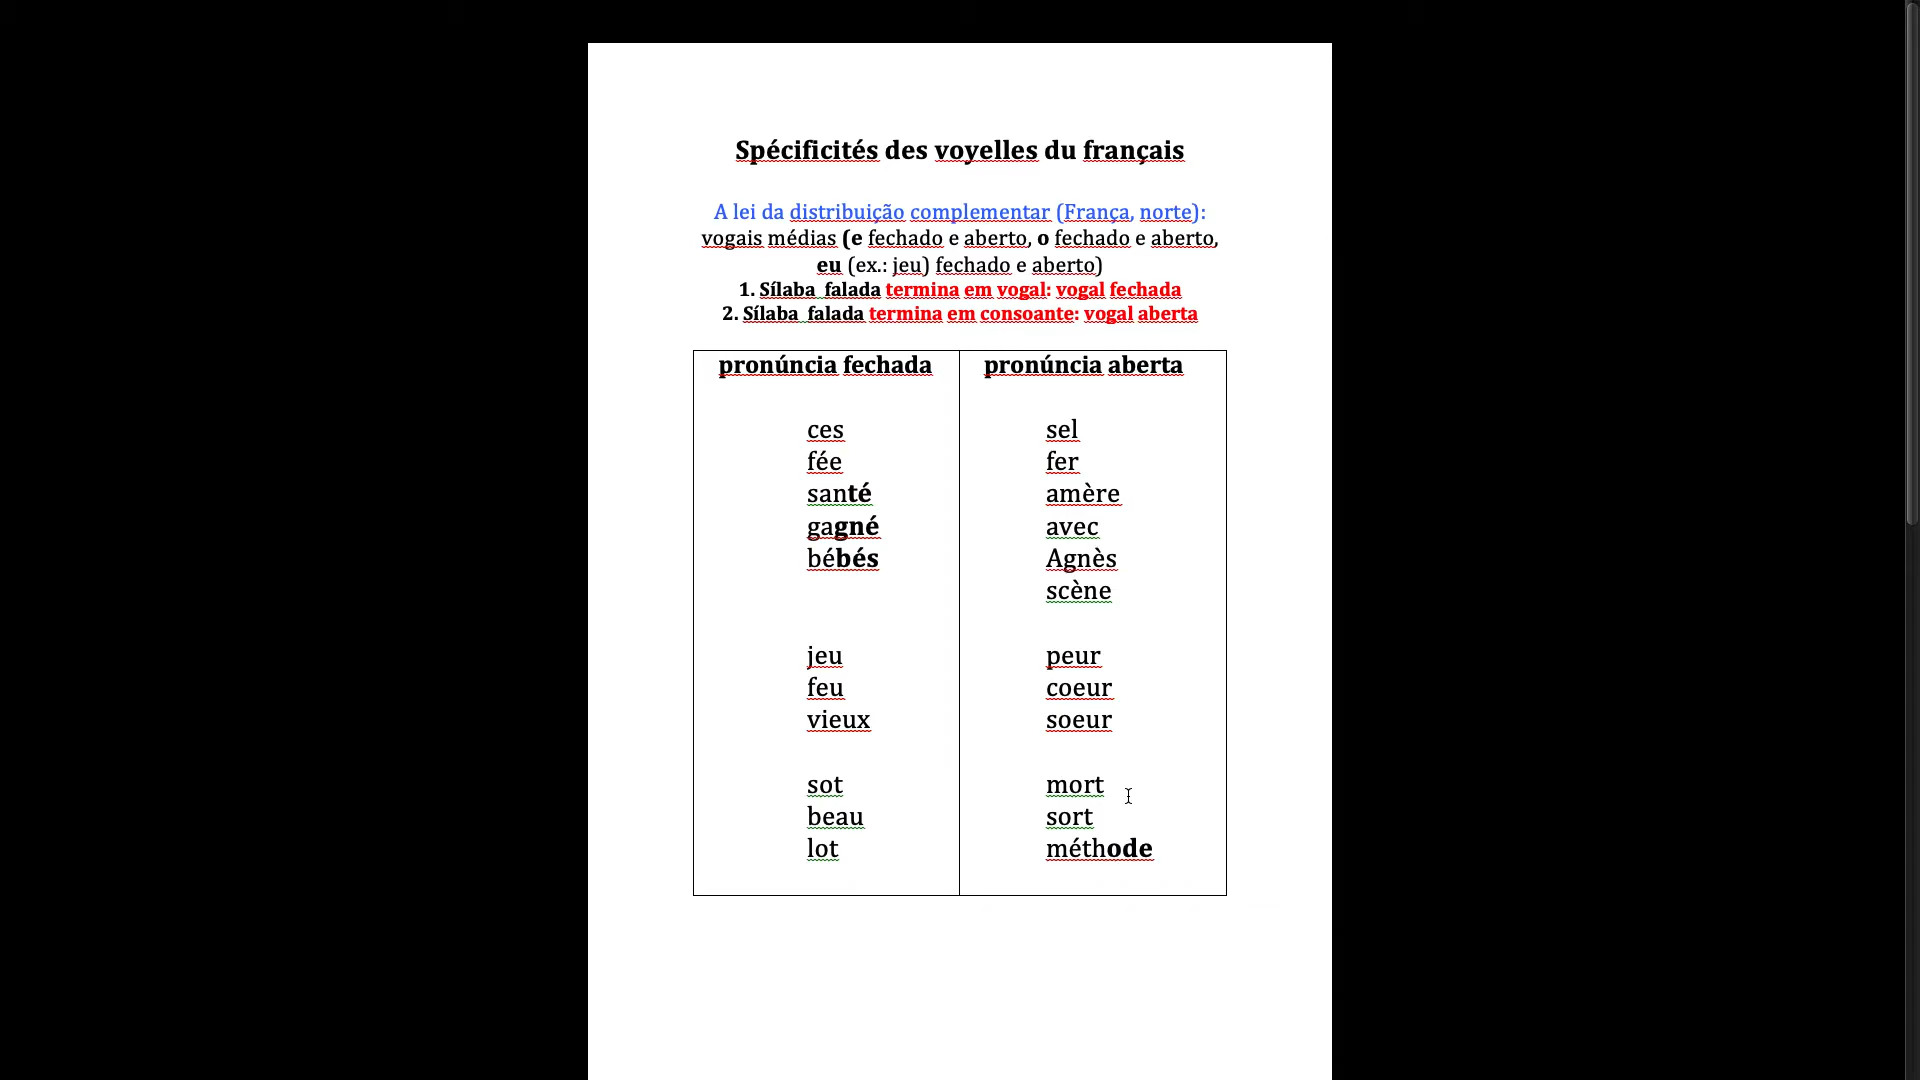 Spécificités des voyelles du français
A lei da distribuição complementar (França, norte):
vogais médias (e fechado e aberto, o fechado e aberto,
eu (ex.: jeu) fechado e aberto)
1. Sílaba falada termina em vogal: vogal fechada
2. Sílaba falada termina em consoante: vogal aberta
pronúncia fechada
ces
fée
santé
gagné
bébés
jeu
feu
vieux
sot
beau
lot
pronúncia aberta
sel
fer
amère
avec
Agnès
scène
peur
coeur
soeur
mort
sort
méthode